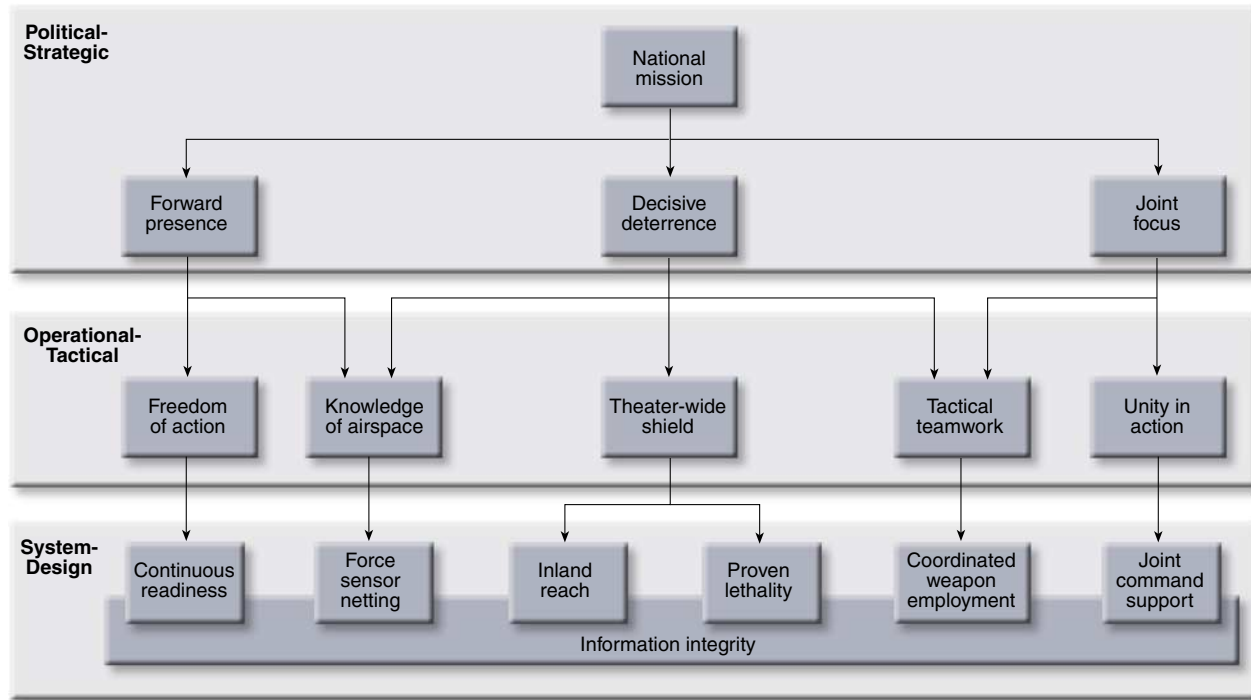 Political-
Strategic
National
mission
Forward
presence
Decisive
deterrence
Joint
focus
Operational-
Tactical
Freedom
of action
Knowledge
of airspace
Theater-wide
shield
Tactical
teamwork
Unity in
action
System-
Design
Continuous
readiness
Force
sensor
netting
Inland
reach
Proven
lethality
Coordinated
weapon
employment
Joint
command
support
Information integrity